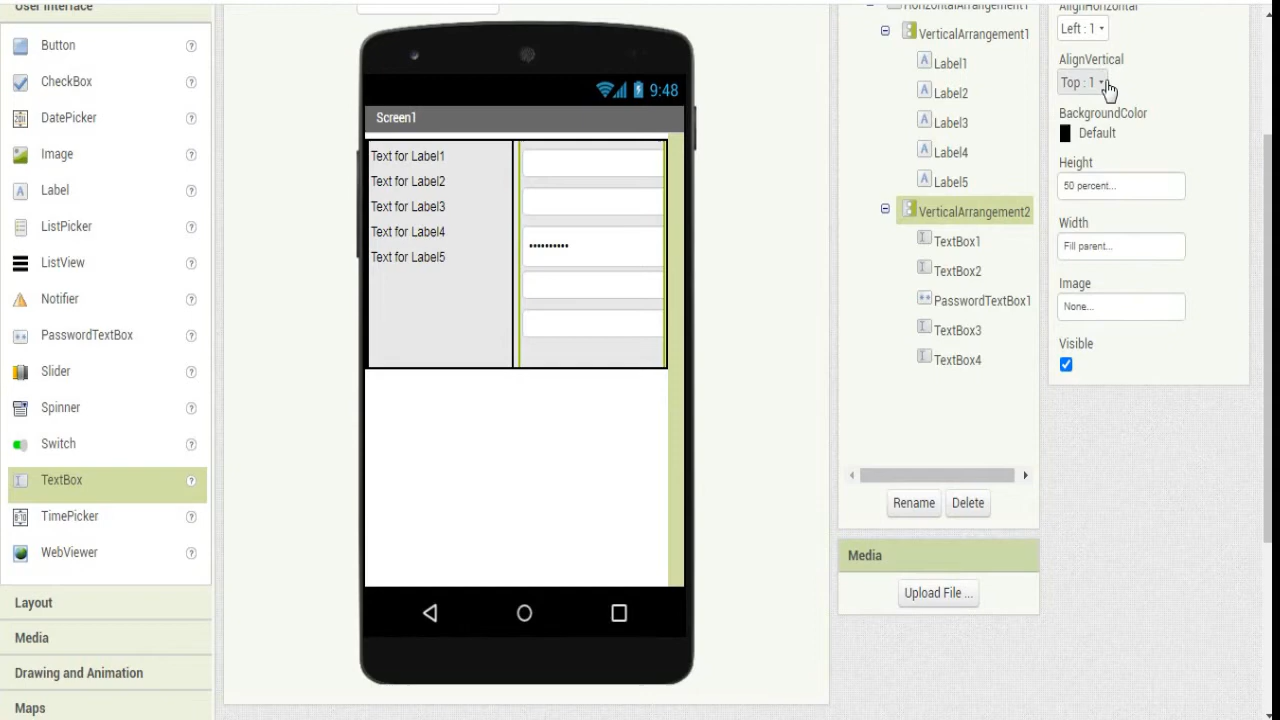 User Interface
Button
CheckBox
DatePicker
Image
Label
ListPicker
ListView
Notifier
PasswordTextBox
Slider
Spinner
Switch
TextBox
TimePicker
WebViewer
Layout
Media
Drawing and Animation
Maps
9:48
Screen1
Text for Label1
Text for Label2
Text for Label3
Text for Label4
Text for Label5
HorizontalArrangement1
VerticalArrangement1
Label1
Label2
Label3
Label4
Label5
VerticalArrangement2
TextBox1
TextBox2
PasswordTextBox1
TextBox3
TextBox4
Rename Delete
Media
Upload File ...
AlignHorizontal
Left : 1
AlignVertical
Top : 1
BackgroundColor
Default
Height
50 percent...
Width
Fill parent...
Image
None...
Visible